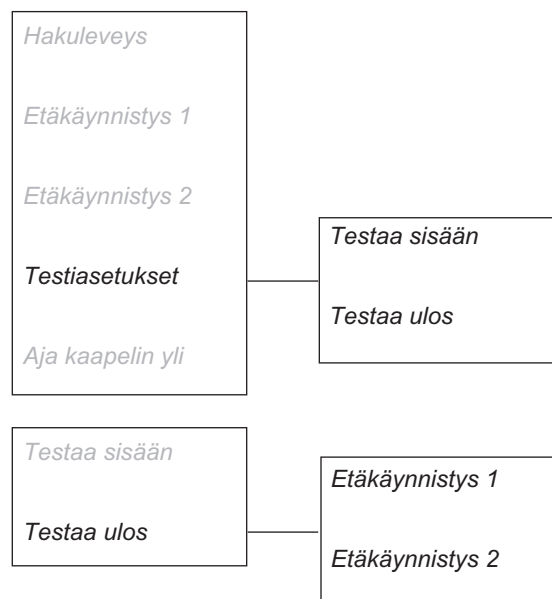 Hakuleveys
Etäkäynnistys 1
Etäkäynnistys 2
Testiasetukset
Aja kaapelin yli
Testaa sisään
Testaa ulos
Testaa sisään
Testaa ulos
Etäkäynnistys 1
Etäkäynnistys 2